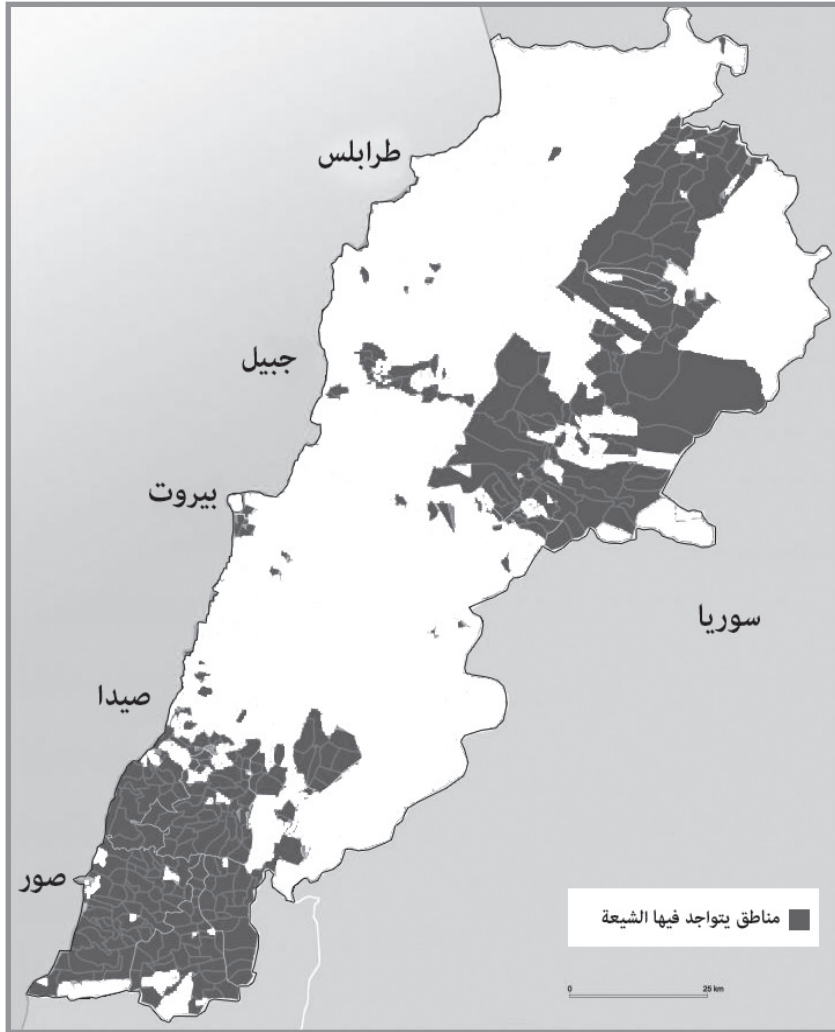 طرابلس
جبيل
بيروت
سوريا
صيدا
صور
مناطق يتواجد فيها الشيعة
0 25 km